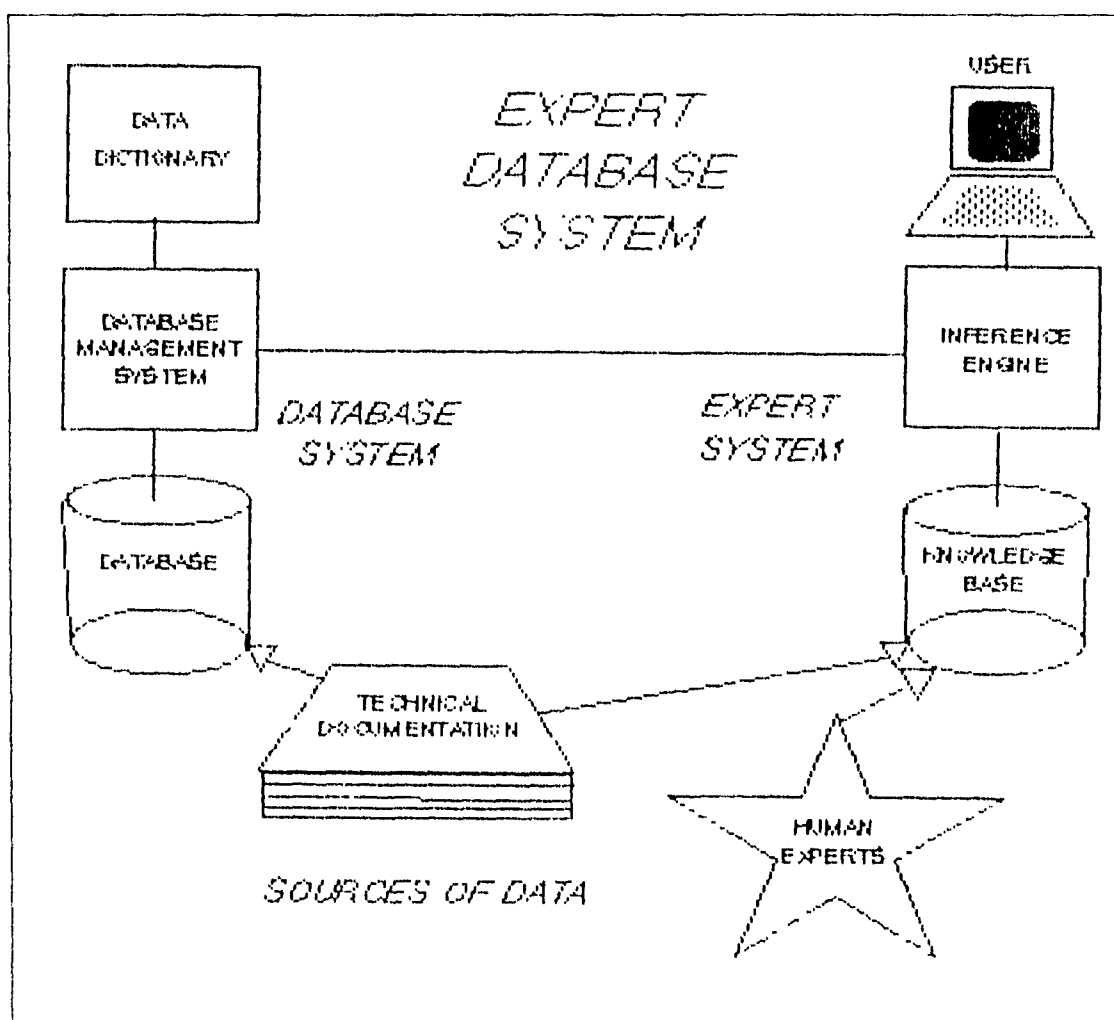 DATA
DICTIONARY
EXPERT
DATABASE
SYSTEM
USER
DATABASE
MANAGEMENT
SYSTEM
INFERENCE
ENGINE
DATABASE
SYSTEM
EXPERT
SYSTEM
DATABASE
KNOWLEDGE
BASE
TECHNICAL
DOCUMENTATION
HUMAN
EXPERTS
SOURCES OF DATA